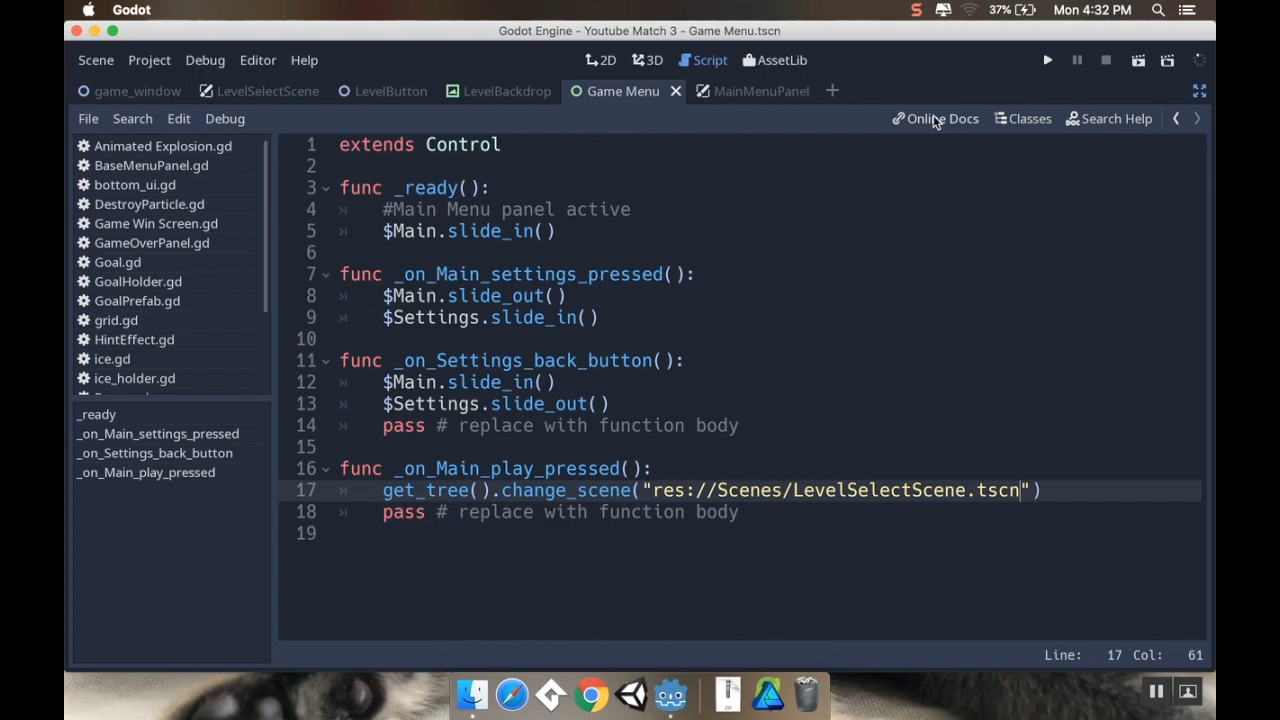 Godot
37%
Mon 4:32 PM
Godot Engine - Youtube Match 3 - Game Menu.tscn
Scene Project Debug Editor Help
2D 3D Script AssetLib
game_window LevelSelectScene LevelButton LevelBackdrop Game Menu MainMenuPanel
File Search Edit Debug
Online Docs Classes Search Help
Animated Explosion.gd
BaseMenuPanel.gd
bottom_ui.gd
DestroyParticle.gd
Game Win Screen.gd
GameOverPanel.gd
Goal.gd
GoalHolder.gd
GoalPrefab.gd
grid.gd
HintEffect.gd
ice.gd
ice_holder.gd
_ready
_on_Main_settings_pressed
_on_Settings_back_button
_on_Main_play_pressed
1 extends Control
2
3 func _ready():
4 #Main Menu panel active
5 $Main.slide_in()
6
7 func _on_Main_settings_pressed():
8 $Main.slide_out()
9 $Settings.slide_in()
10
11 func _on_Settings_back_button():
12 $Main.slide_in()
13 $Settings.slide_out()
14 pass # replace with function body
15
16 func _on_Main_play_pressed():
17 get_tree().change_scene("res://Scenes/LevelSelectScene.tscn")
18 pass # replace with function body
19
Line: 17 Col: 61